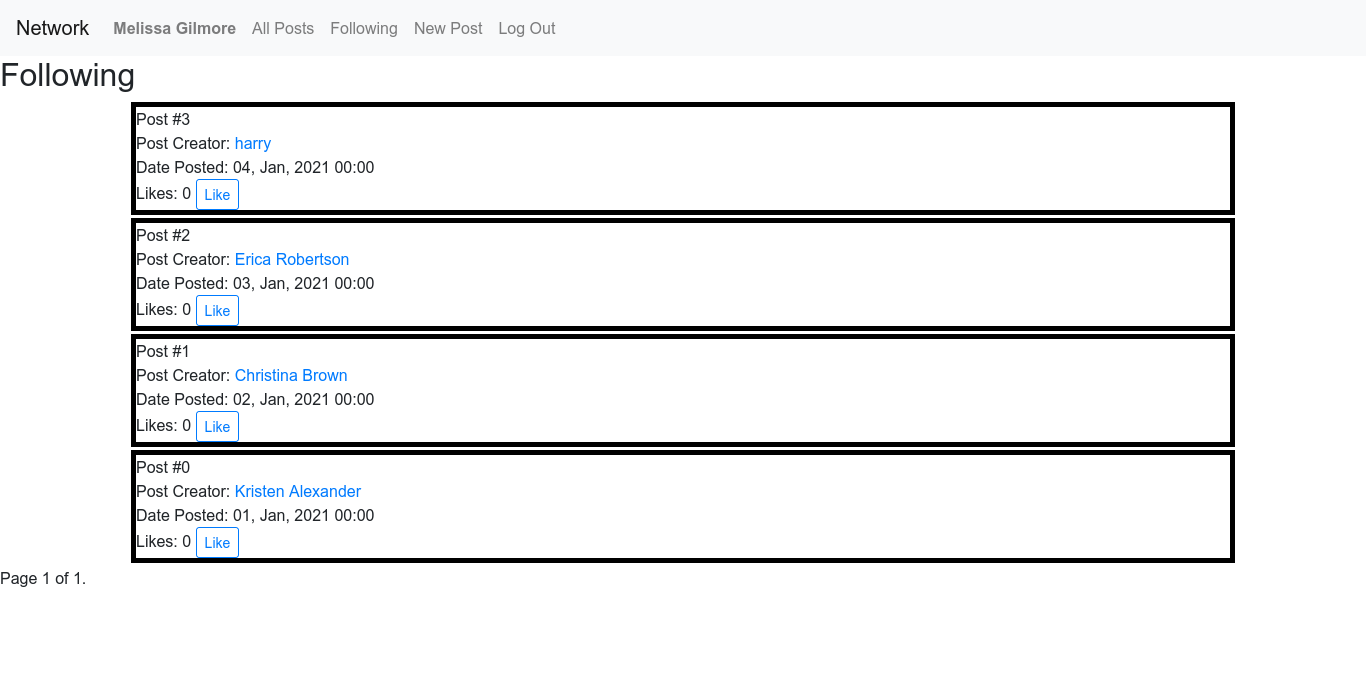 Network Melissa Gilmore All Posts Following New Post Log Out
Following
Post #3
Post Creator: harry
Date Posted: 04, Jan, 2021 00:00
Likes: 0 Like
Post #2
Post Creator: Erica Robertson
Date Posted: 03, Jan, 2021 00:00
Likes: 0 Like
Post #1
Post Creator: Christina Brown
Date Posted: 02, Jan, 2021 00:00
Likes: 0 Like
Post #0
Post Creator: Kristen Alexander
Date Posted: 01, Jan, 2021 00:00
Likes: 0 Like
Page 1 of 1.